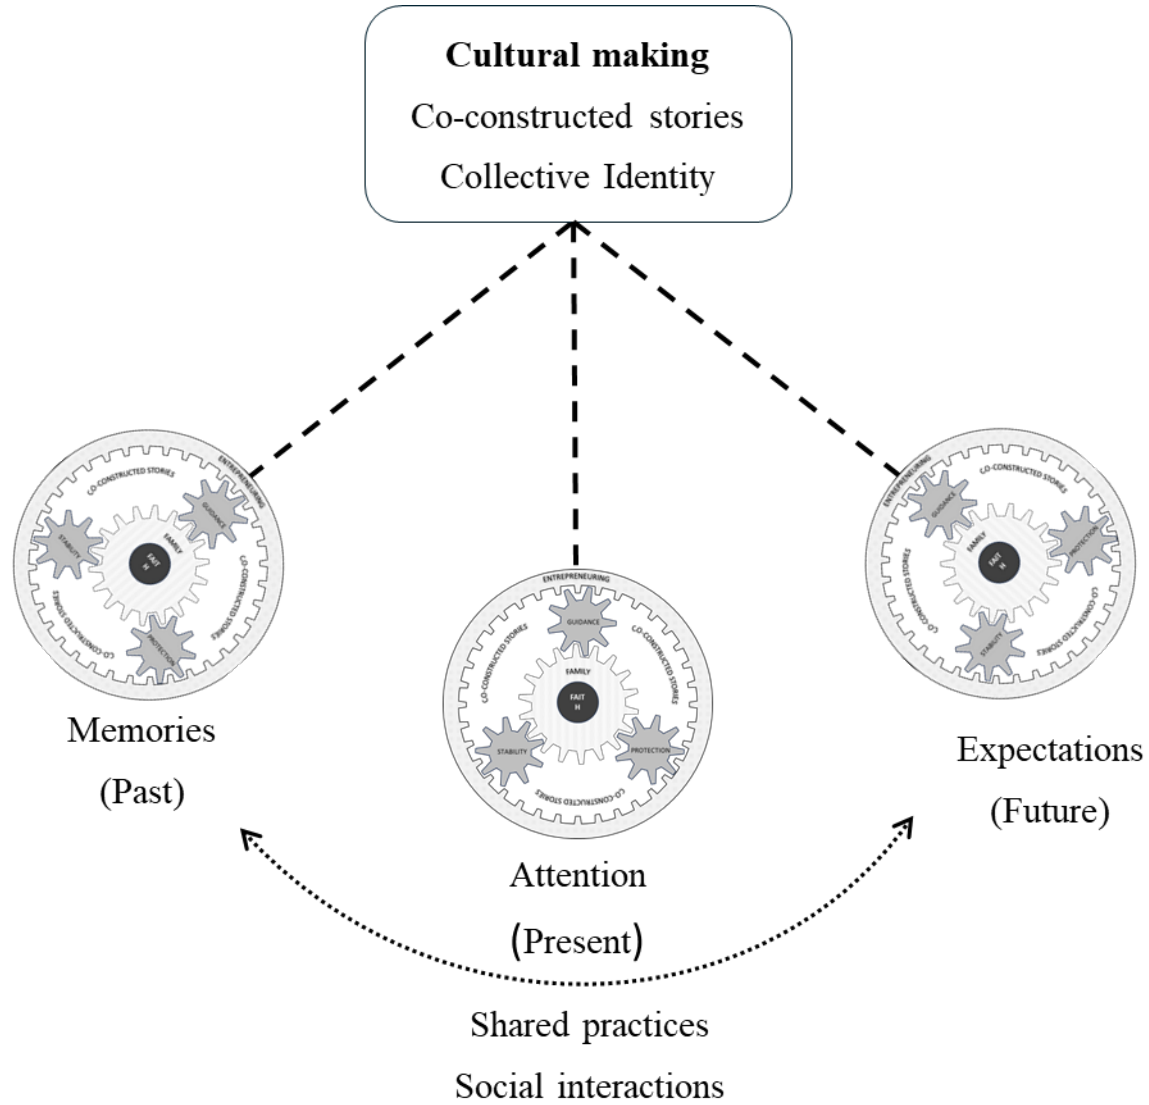 Cultural making
Co-constructed stories
Collective Identity
ENTREPRENEURING
CO-CONSTRUCTED STORIES
GUIDANCE
STABILITY
FAMILY
FAIT
H
CO-CONSTRUCTED STORIES
CO-CONSTRUCTED STORIES
PROTECTION
Memories
(Past)
ENTREPRENEURING
GUIDANCE
CO-CONSTRUCTED STORIES
CO-CONSTRUCTED STORIES
FAMILY
FAIT
H
STABILITY
PROTECTION
CO-CONSTRUCTED STORIES
Attention
(Present)
ENTREPRENEURING
CO-CONSTRUCTED STORIES
GUIDANCE
PROTECTION
FAMILY
FAIT
H
CO-CONSTRUCTED STORIES
CO-CONSTRUCTED STORIES
STABILITY
Expectations
(Future)
Shared practices
Social interactions